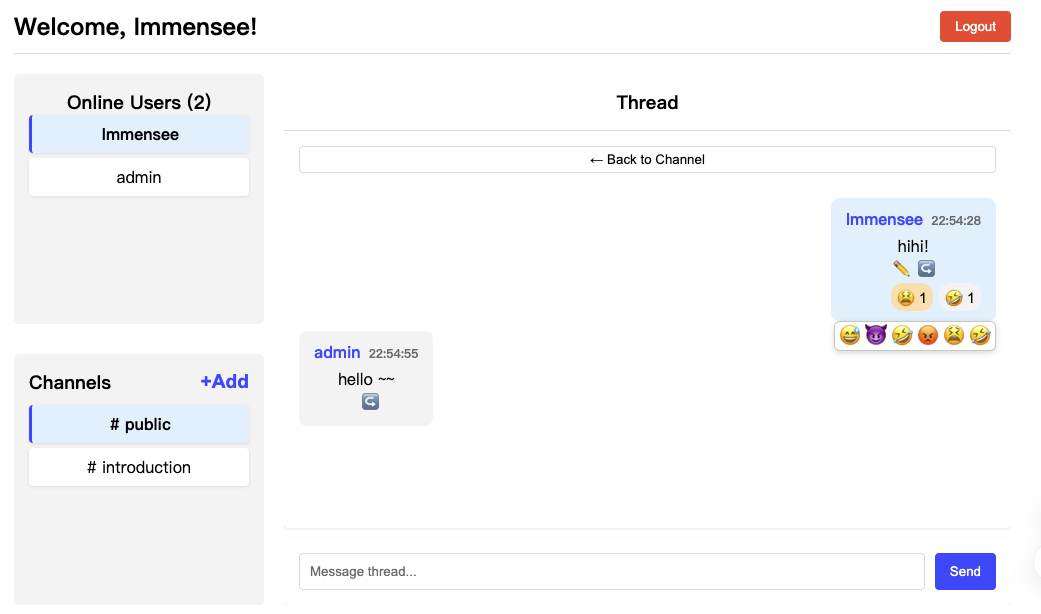 Welcome, Immensee!
Logout
Online Users (2)
Immensee
admin
Channels
+Add
# public
# introduction
Thread
← Back to Channel
Immensee 22:54:28
hihi!
✏️ ↪️
😫 1 🤣 1
😅 😈 🤣 😡 😫 🤣
admin 22:54:55
hello ~~
↪️
Message thread...
Send